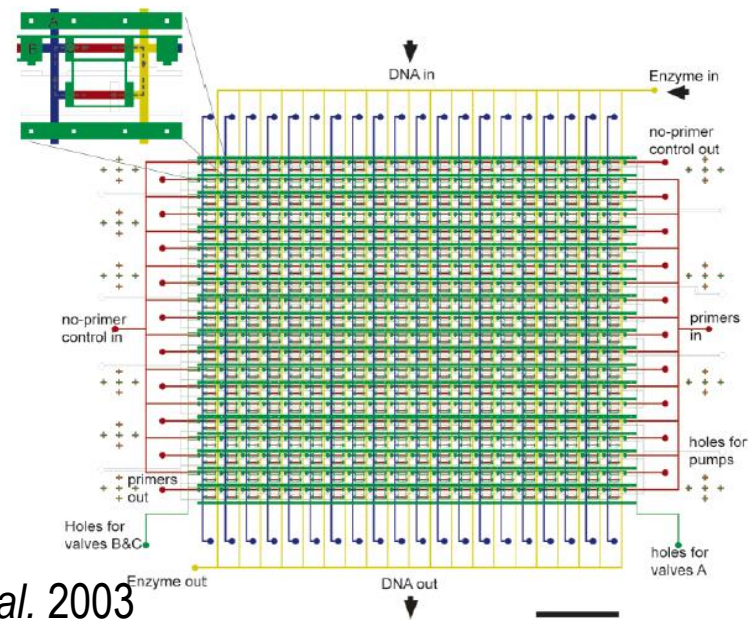 A
B
DNA in
Enzyme in
no-primer
control out
no-primer
control in
primers
in
holes for
pumps
primers
out
Holes for
valves B&C
holes for
valves A
Enzyme out
DNA out
al. 2003